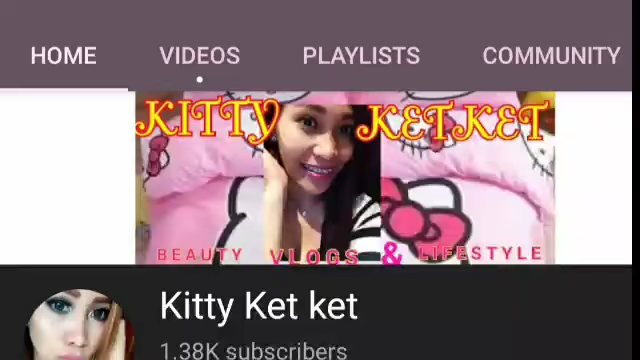 HOME VIDEOS PLAYLISTS COMMUNITY
KITTY KETKET
BEAUTY VLOGS & LIFESTYLE
Kitty Ket ket
1.38K subscribers